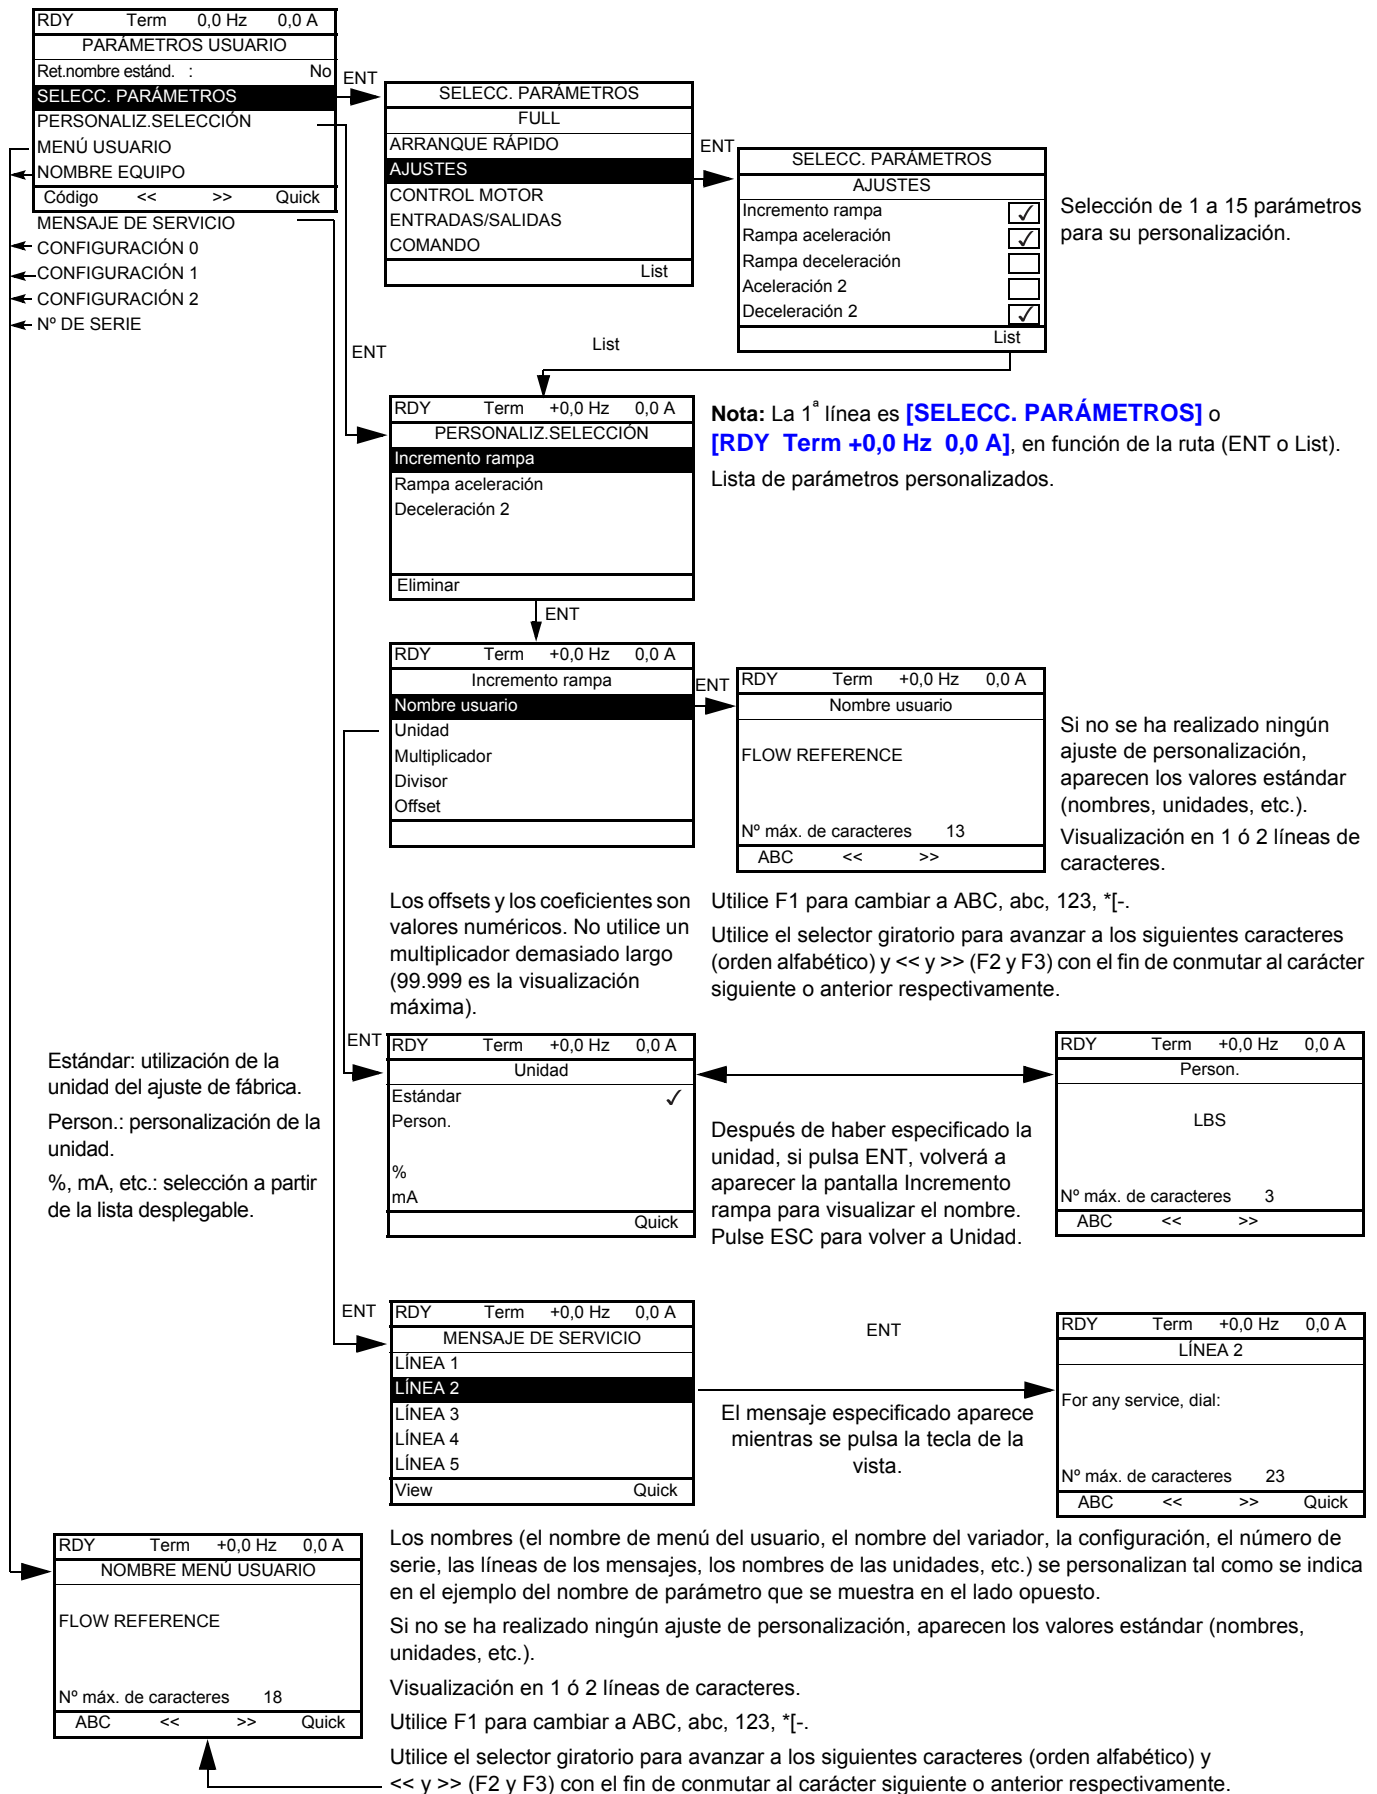 RDY Term 0,0 Hz 0,0 A
PARÁMETROS USUARIO
Ret.nombre estánd. : No
SELECC. PARÁMETROS
PERSONALIZ.SELECCIÓN
MENÚ USUARIO
NOMBRE EQUIPO
Código << >> Quick
MENSAJE DE SERVICIO
CONFIGURACIÓN 0
CONFIGURACIÓN 1
CONFIGURACIÓN 2
Nº DE SERIE
ENT
SELECC. PARÁMETROS
FULL
ARRANQUE RÁPIDO
AJUSTES
CONTROL MOTOR
ENTRADAS/SALIDAS
COMANDO
List
ENT
SELECC. PARÁMETROS
AJUSTES
Incremento rampa ✓
Rampa aceleración ✓
Rampa deceleración
Aceleración 2
Deceleración 2 ✓
List
Selección de 1 a 15 parámetros
para su personalización.
ENT
List
RDY Term +0,0 Hz 0,0 A
PERSONALIZ.SELECCIÓN
Incremento rampa
Rampa aceleración
Deceleración 2
Eliminar
Nota: La 1ª línea es [SELECC. PARÁMETROS] o
[RDY Term +0,0 Hz 0,0 A], en función de la ruta (ENT o List).
Lista de parámetros personalizados.
ENT
RDY Term +0,0 Hz 0,0 A
Incremento rampa
Nombre usuario
Unidad
Multiplicador
Divisor
Offset
ENT
RDY Term +0,0 Hz 0,0 A
Nombre usuario
FLOW REFERENCE
Nº máx. de caracteres 13
ABC << >>
Si no se ha realizado ningún
ajuste de personalización,
aparecen los valores estándar
(nombres, unidades, etc.).
Visualización en 1 ó 2 líneas de
caracteres.
Los offsets y los coeficientes son
valores numéricos. No utilice un
multiplicador demasiado largo
(99.999 es la visualización
máxima).
Utilice F1 para cambiar a ABC, abc, 123, *[-.
Utilice el selector giratorio para avanzar a los siguientes caracteres
(orden alfabético) y << y >> (F2 y F3) con el fin de conmutar al carácter
siguiente o anterior respectivamente.
Estándar: utilización de la
unidad del ajuste de fábrica.
Person.: personalización de la
unidad.
%, mA, etc.: selección a partir
de la lista desplegable.
ENT
RDY Term +0,0 Hz 0,0 A
Unidad
Estándar ✓
Person.
%
mA
Quick
Después de haber especificado la
unidad, si pulsa ENT, volverá a
aparecer la pantalla Incremento
rampa para visualizar el nombre.
Pulse ESC para volver a Unidad.
RDY Term +0,0 Hz 0,0 A
Person.
LBS
Nº máx. de caracteres 3
ABC << >>
ENT
RDY Term +0,0 Hz 0,0 A
MENSAJE DE SERVICIO
LÍNEA 1
LÍNEA 2
LÍNEA 3
LÍNEA 4
LÍNEA 5
View Quick
ENT
El mensaje especificado aparece
mientras se pulsa la tecla de la
vista.
RDY Term +0,0 Hz 0,0 A
LÍNEA 2
For any service, dial:
Nº máx. de caracteres 23
ABC << >> Quick
RDY Term +0,0 Hz 0,0 A
NOMBRE MENÚ USUARIO
FLOW REFERENCE
Nº máx. de caracteres 18
ABC << >> Quick
Los nombres (el nombre de menú del usuario, el nombre del variador, la configuración, el número de
serie, las líneas de los mensajes, los nombres de las unidades, etc.) se personalizan tal como se indica
en el ejemplo del nombre de parámetro que se muestra en el lado opuesto.
Si no se ha realizado ningún ajuste de personalización, aparecen los valores estándar (nombres,
unidades, etc.).
Visualización en 1 ó 2 líneas de caracteres.
Utilice F1 para cambiar a ABC, abc, 123, *[-.
Utilice el selector giratorio para avanzar a los siguientes caracteres (orden alfabético) y
<< y >> (F2 y F3) con el fin de conmutar al carácter siguiente o anterior respectivamente.